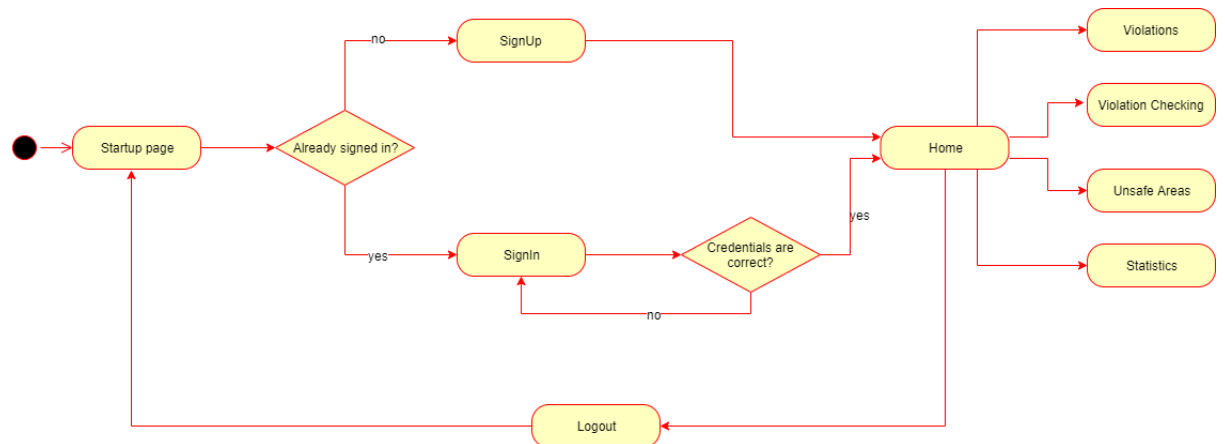 no
SignUp
Violations
Violation Checking
Startup page
Already signed in?
Home
Unsafe Areas
yes
yes
SignIn
Credentials are
correct?
Statistics
no
Logout